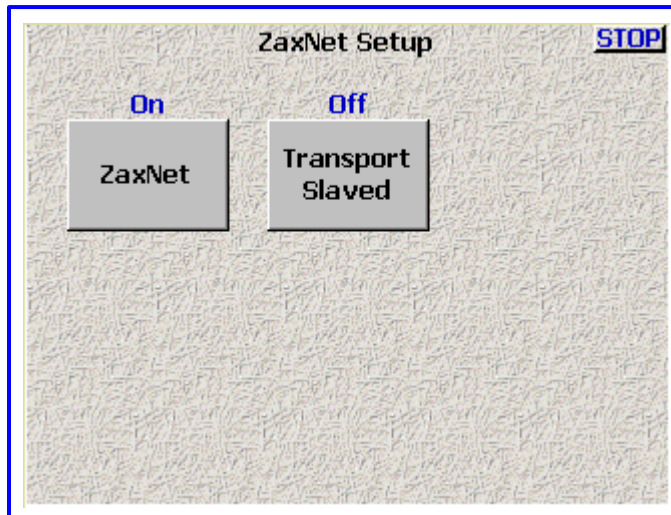 ZaxNet Setup
STOP
On
Off
ZaxNet
Transport
Slaved